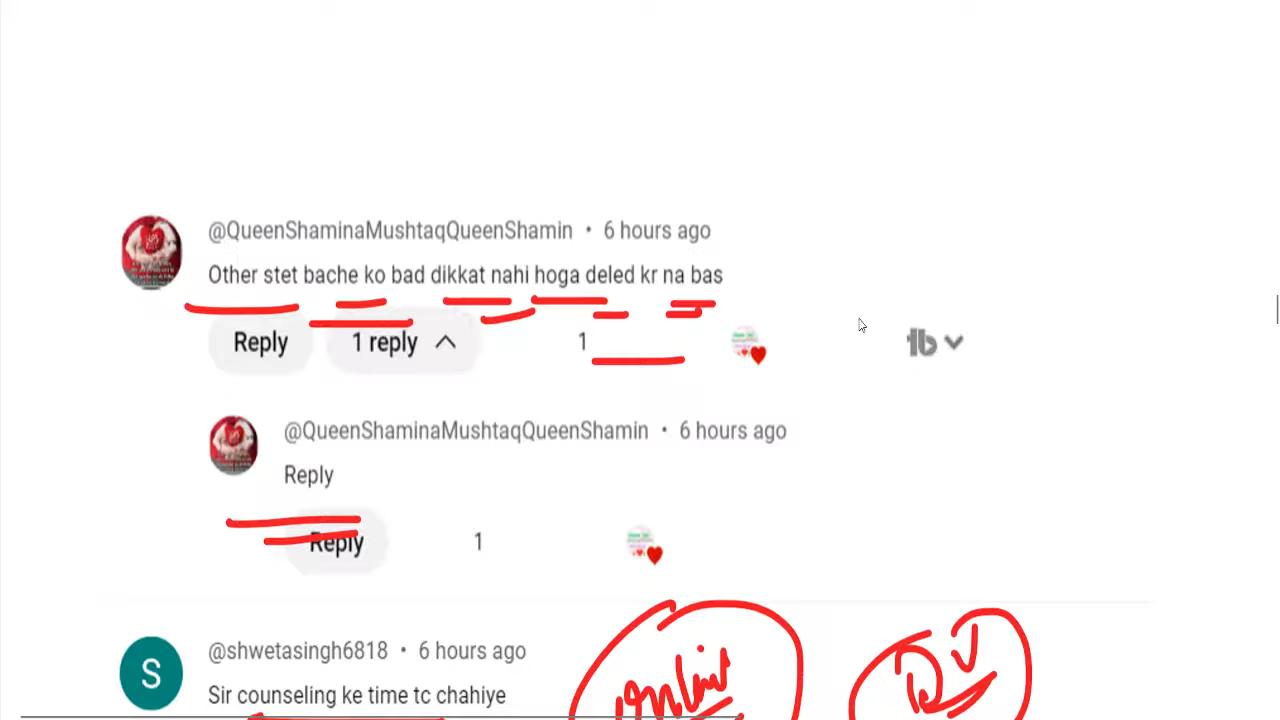 @QueenShaminaMushtaqQueenShamin • 6 hours ago
Other stet bache ko bad dikkat nahi hoga deled kr na bas
Reply 1 reply 1
@QueenShaminaMushtaqQueenShamin • 6 hours ago
Reply
Reply 1
S @shwetasingh6818 • 6 hours ago
Sir counseling ke time tc chahiye
DV